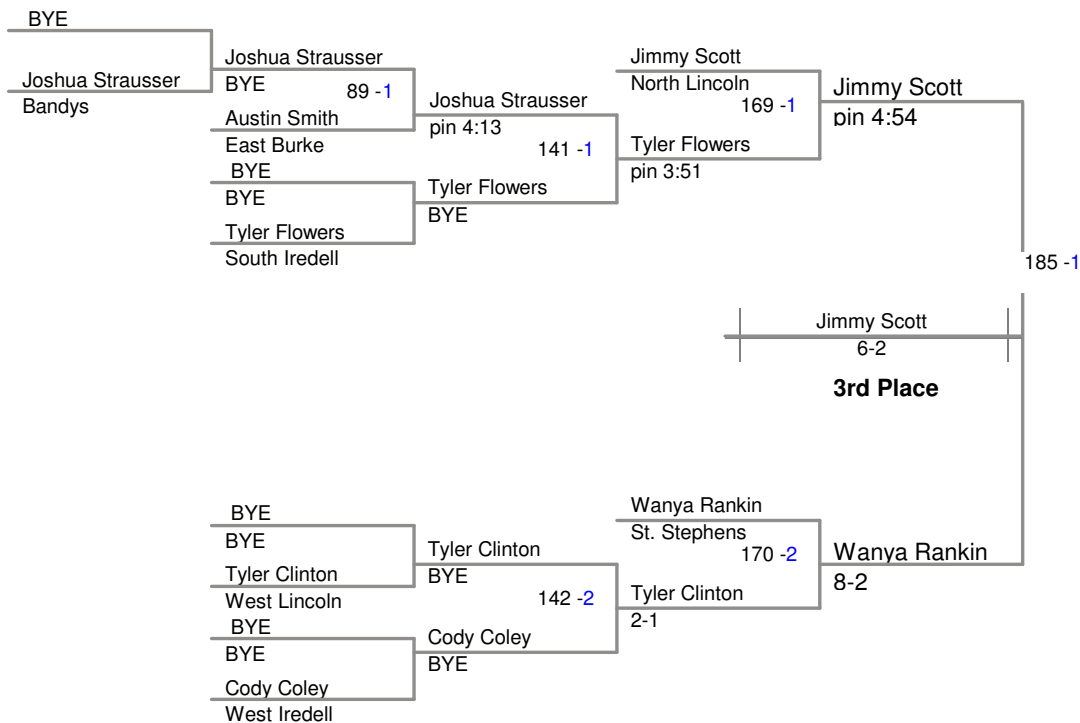 BYE
Joshua Strausser
Bandys
Joshua Strausser
BYE
89 -1
Austin Smith
East Burke
BYE
BYE
Tyler Flowers
South Iredell
Joshua Strausser
pin 4:13
141 -1
Tyler Flowers
BYE
Jimmy Scott
North Lincoln
169 -1
Tyler Flowers
pin 3:51
Jimmy Scott
pin 4:54
185 -1
Jimmy Scott
6-2
3rd Place
BYE
BYE
Tyler Clinton
West Lincoln
BYE
BYE
Cody Coley
West Iredell
Tyler Clinton
BYE
142 -2
Cody Coley
BYE
Wanya Rankin
St. Stephens
170 -2
Tyler Clinton
2-1
Wanya Rankin
8-2